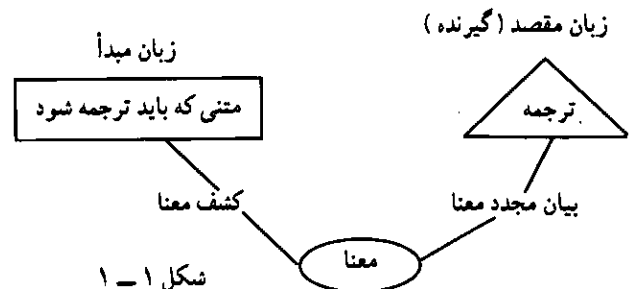 زبان مقصد (گیرنده)
زبان مبدأ
ترجمه
متنی که باید ترجمه شود
بیان مجدد معنا
کشف معنا
معنا
شکل ۱ – ۱